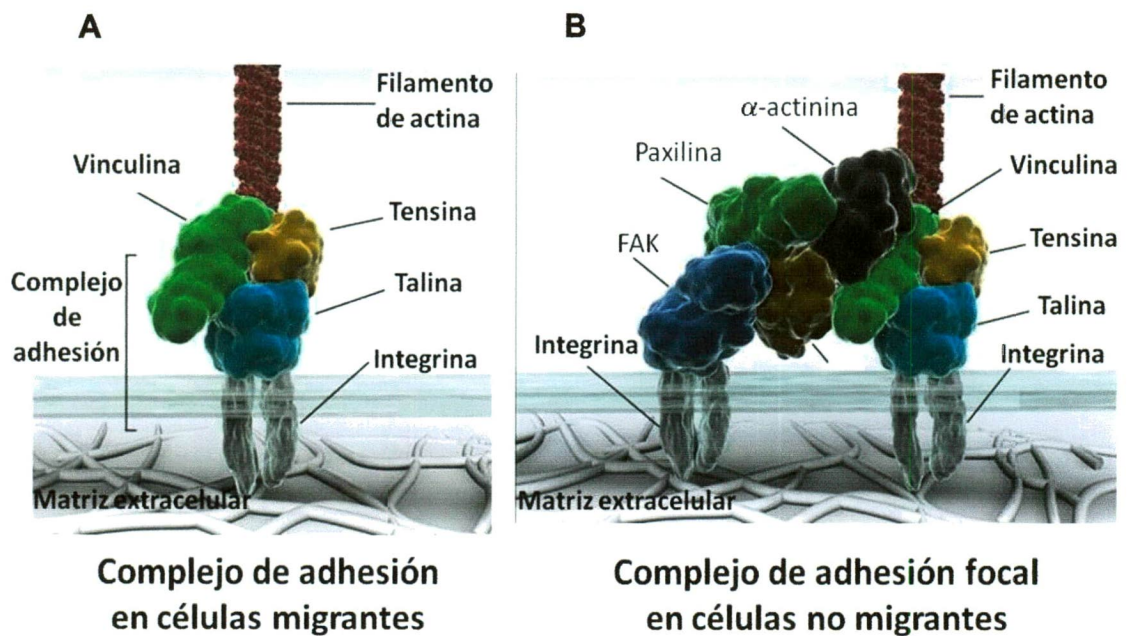 A
Filamento
de actina
Vinculina
Tensina
Complejo
de
adhesión
Talina
Integrina
Matriz extracelular
Complejo de adhesión
en células migrantes
B
Filamento
de actina
α-actinina
Paxilina
Vinculina
FAK
Tensina
Talina
Integrina
Integrina
Matriz extracelular
Complejo de adhesión focal
en células no migrantes